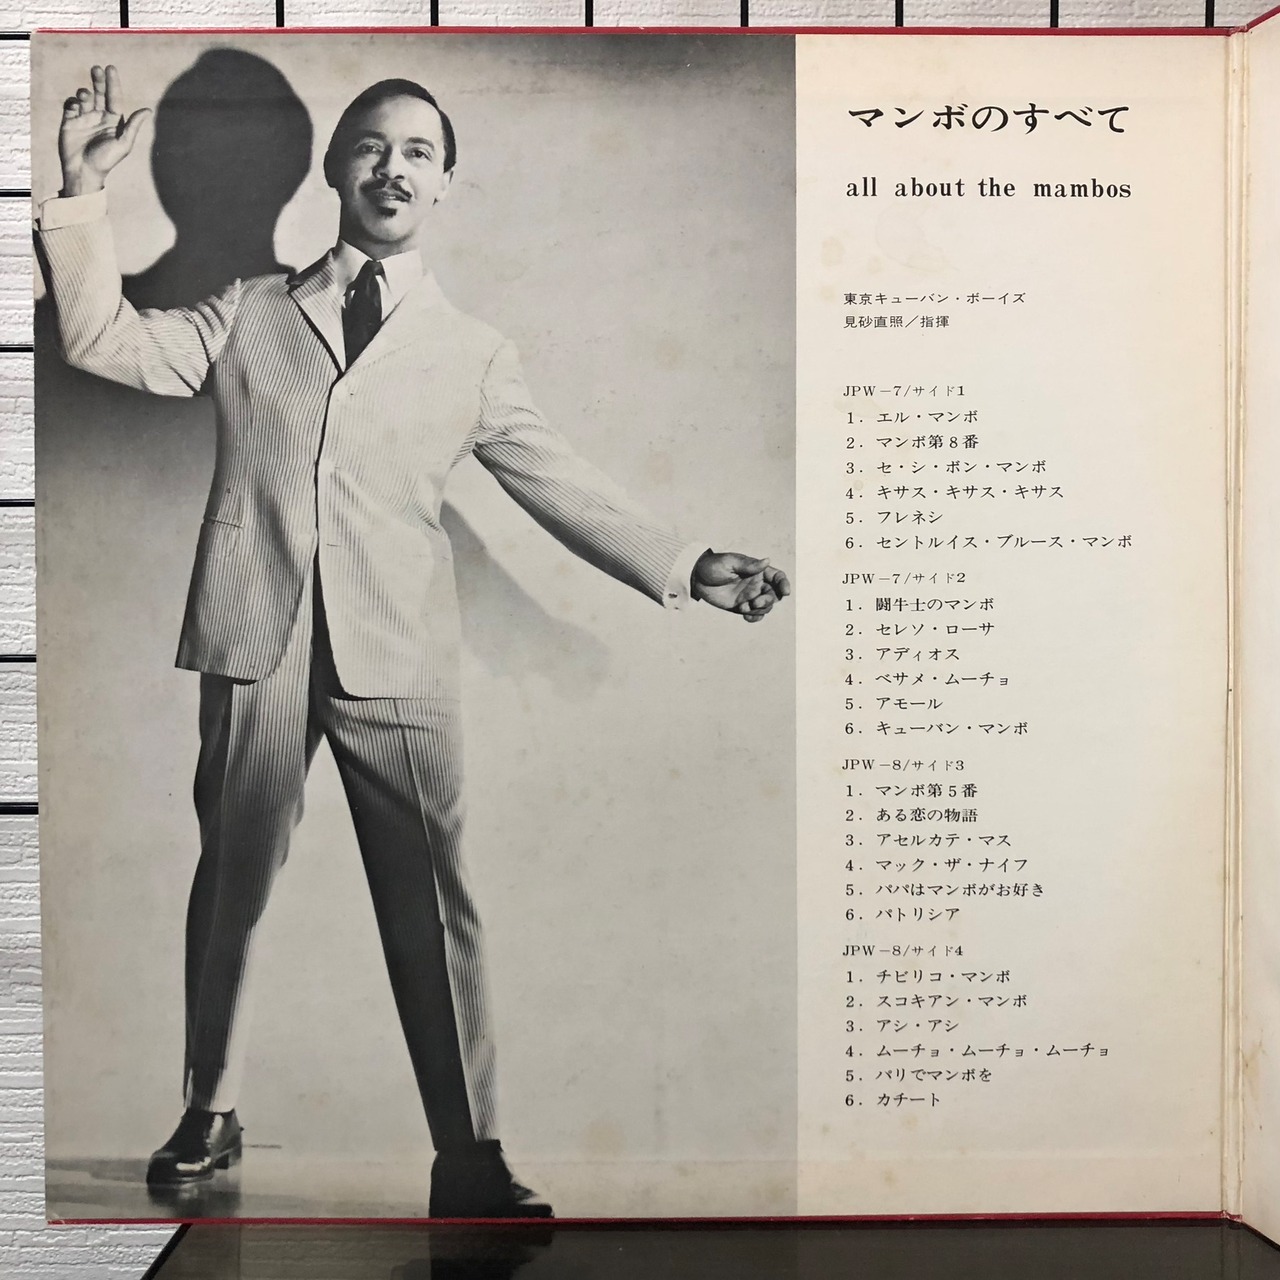 マンボのすべて
all about the mambos
東京キューバン・ボーイズ
見砂直照／指揮
JPW－7/サイド1
1. エル・マンボ
2. マンボ第8番
3. セ・シ・ボン・マンボ
4. キサス・キサス・キサス
5. フレネシ
6. セントルイス・ブルース・マンボ
JPW－7/サイド2
1. 闘牛士のマンボ
2. セレソ・ローサ
3. アディオス
4. ベサメ・ムーチョ
5. アモール
6. キューバン・マンボ
JPW－8/サイド3
1. マンボ第5番
2. ある恋の物語
3. アセルカテ・マス
4. マック・ザ・ナイフ
5. パパはマンボがお好き
6. パトリシア
JPW－8/サイド4
1. チビリコ・マンボ
2. スコキアン・マンボ
3. アシ・アシ
4. ムーチョ・ムーチョ・ムーチョ
5. パリでマンボを
6. カチート